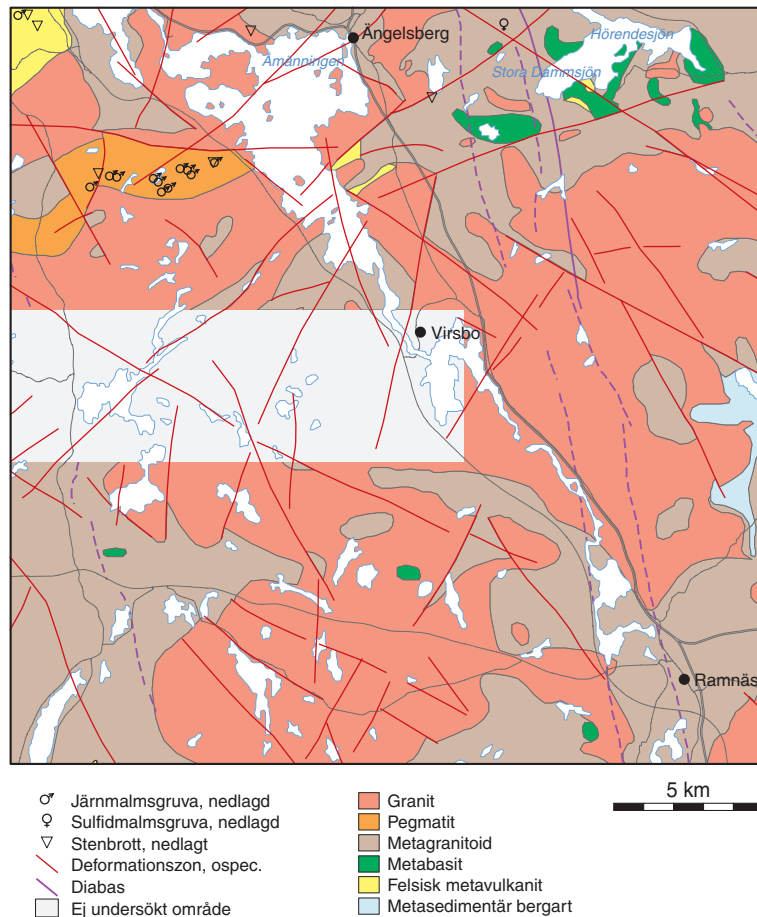 Ängelsberg
Hörendesjön
Åmänningen
Stora Dammsjön
Virsbo
Ramnäs
5 km
Järnmalmsgruva, nedlagd
Sulfidmalmsgruva, nedlagd
Stenbrott, nedlagt
Deformationszon, ospec.
Diabas
Ej undersökt område
Granit
Pegmatit
Metagranitoid
Metabasit
Felsisk metavulkanit
Metasedimentär bergart